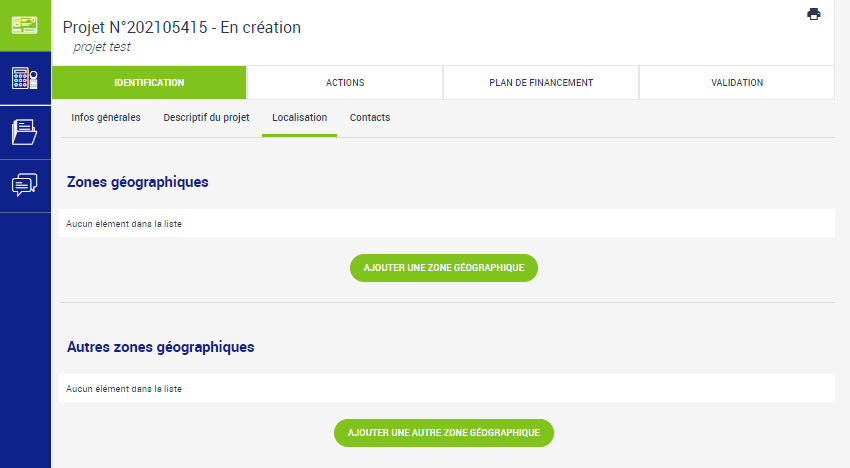 Projet N°202105415 - En création
projet test
IDENTIFICATION
ACTIONS
PLAN DE FINANCEMENT
VALIDATION
Infos générales
Descriptif du projet
Localisation
Contacts
Zones géographiques
Aucun élément dans la liste
AJOUTER UNE ZONE GÉOGRAPHIQUE
Autres zones géographiques
Aucun élément dans la liste
AJOUTER UNE AUTRE ZONE GÉOGRAPHIQUE